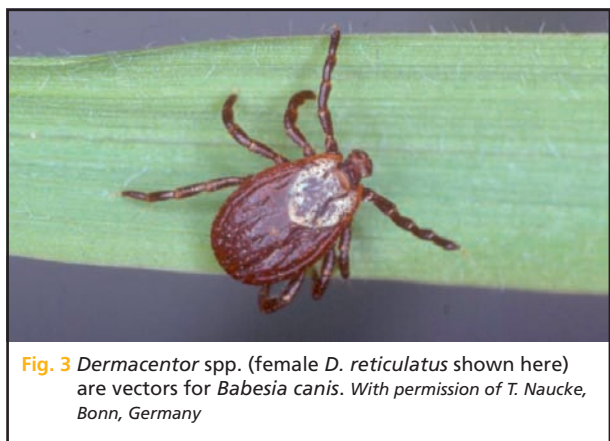 Fig. 3 Dermacentor spp. (female D. reticulatus shown here)
are vectors for Babesia canis. With permission of T. Naucke,
Bonn, Germany